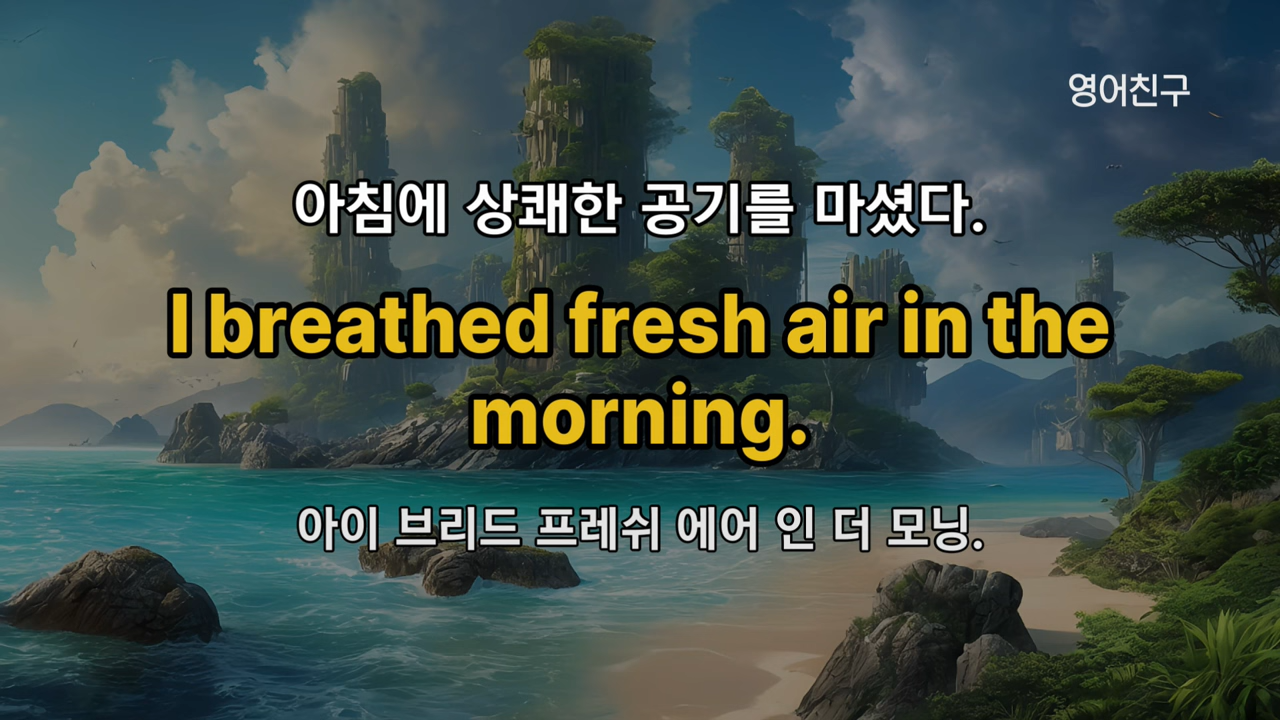 영어친구
아침에 상쾌한 공기를 마셨다.
I breathed fresh air in the
morning.
아이 브리드 프레쉬 에어 인 더 모닝.